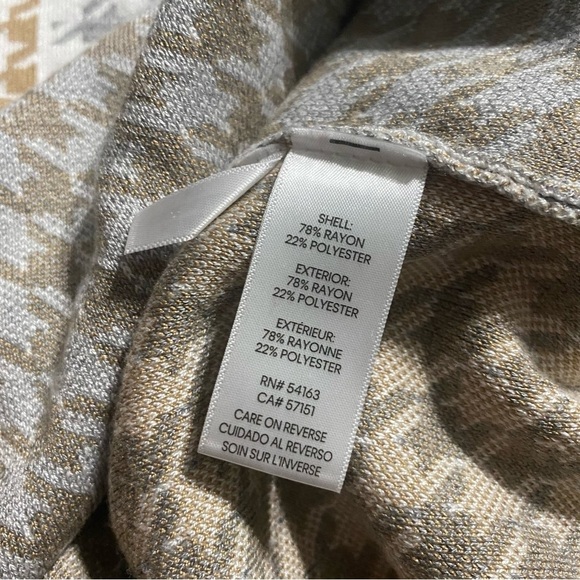 SHELL:
78% RAYON
22% POLYESTER
EXTERIOR:
78% RAYON
22% POLYESTER
EXTÉRIEUR:
78% RAYONNE
22% POLYESTER
RN# 54163
CA# 57151
CARE ON REVERSE
CUIDADO AL REVERSO
SOIN SUR L'INVERSE